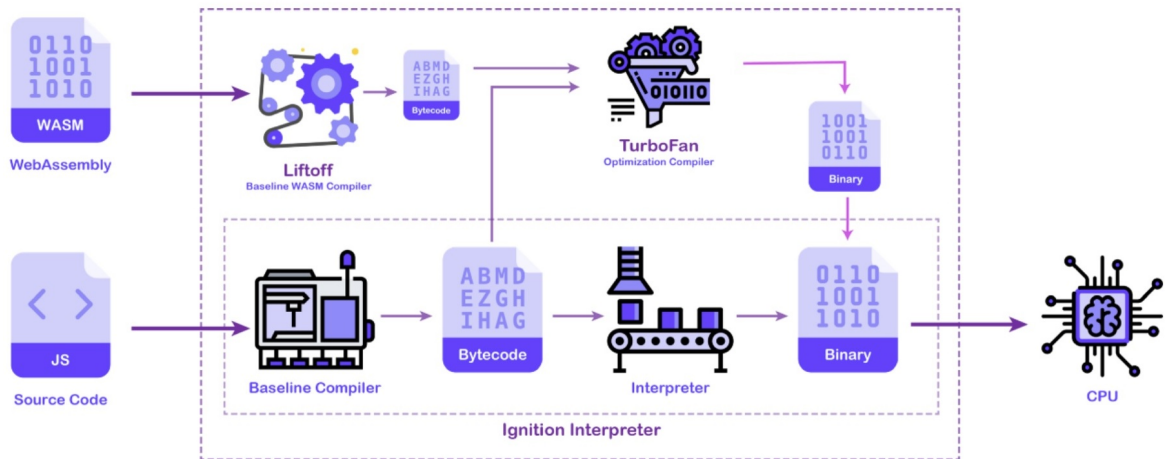 0110
1001
1010
WASM
WebAssembly
Liftoff
Baseline WASM Compiler
ABMD
EZGH
IHAG
Bytecode
010110
TurboFan
Optimization Compiler
1001
1001
0110
Binary
JS
Source Code
Baseline Compiler
ABMD
EZGH
IHAG
Bytecode
Interpreter
0110
1001
1010
Binary
CPU
Ignition Interpreter